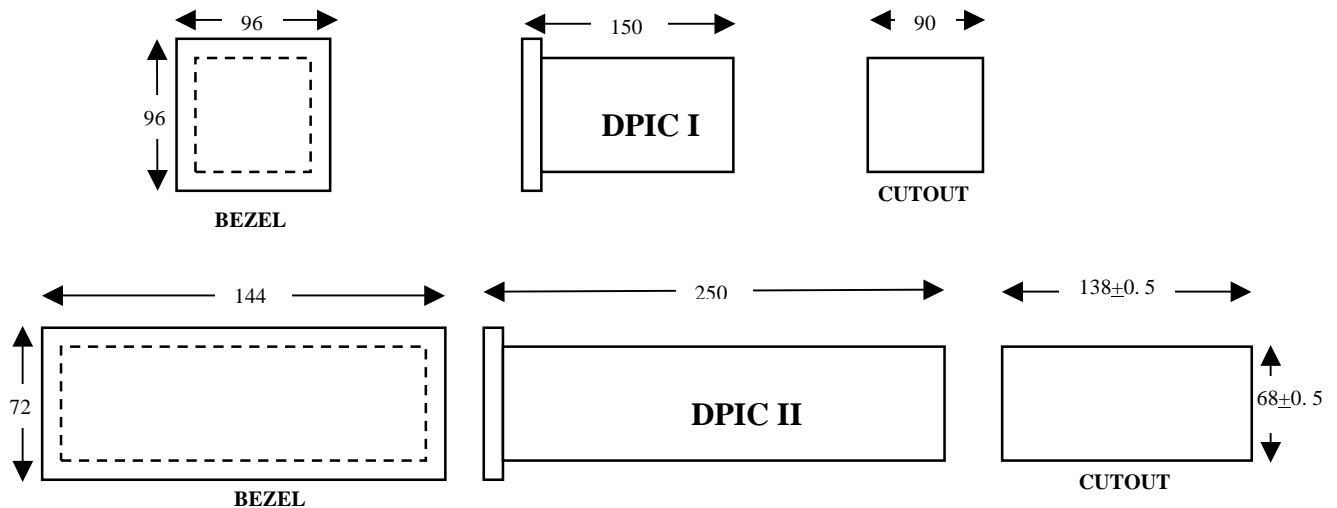 96
150
90
96
DPIC I
BEZEL
CUTOUT
144
250
138±0. 5
72
DPIC II
68±0. 5
BEZEL
CUTOUT